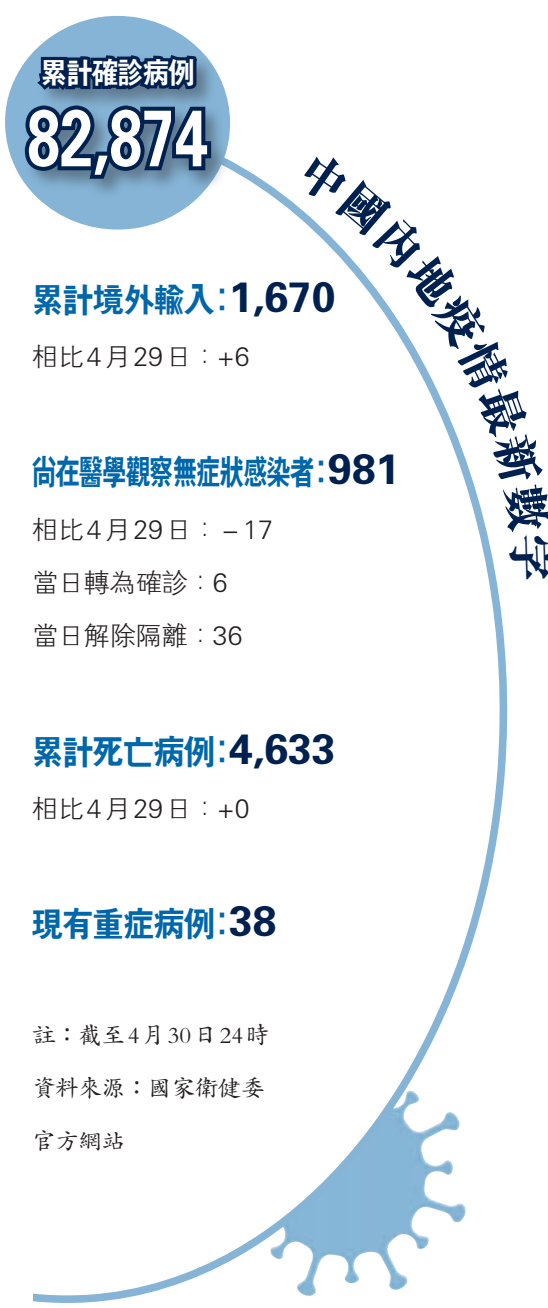 累計確診病例
82,874
中國內地疫情最新數字
累計境外輸入：1,670
相比4月29日：+6
尚在醫學觀察無症狀感染者：981
相比4月29日：–17
當日轉為確診：6
當日解除隔離：36
累計死亡病例：4,633
相比4月29日：+0
現有重症病例：38
註：截至4月30日24時
資料來源：國家衛健委
官方網站